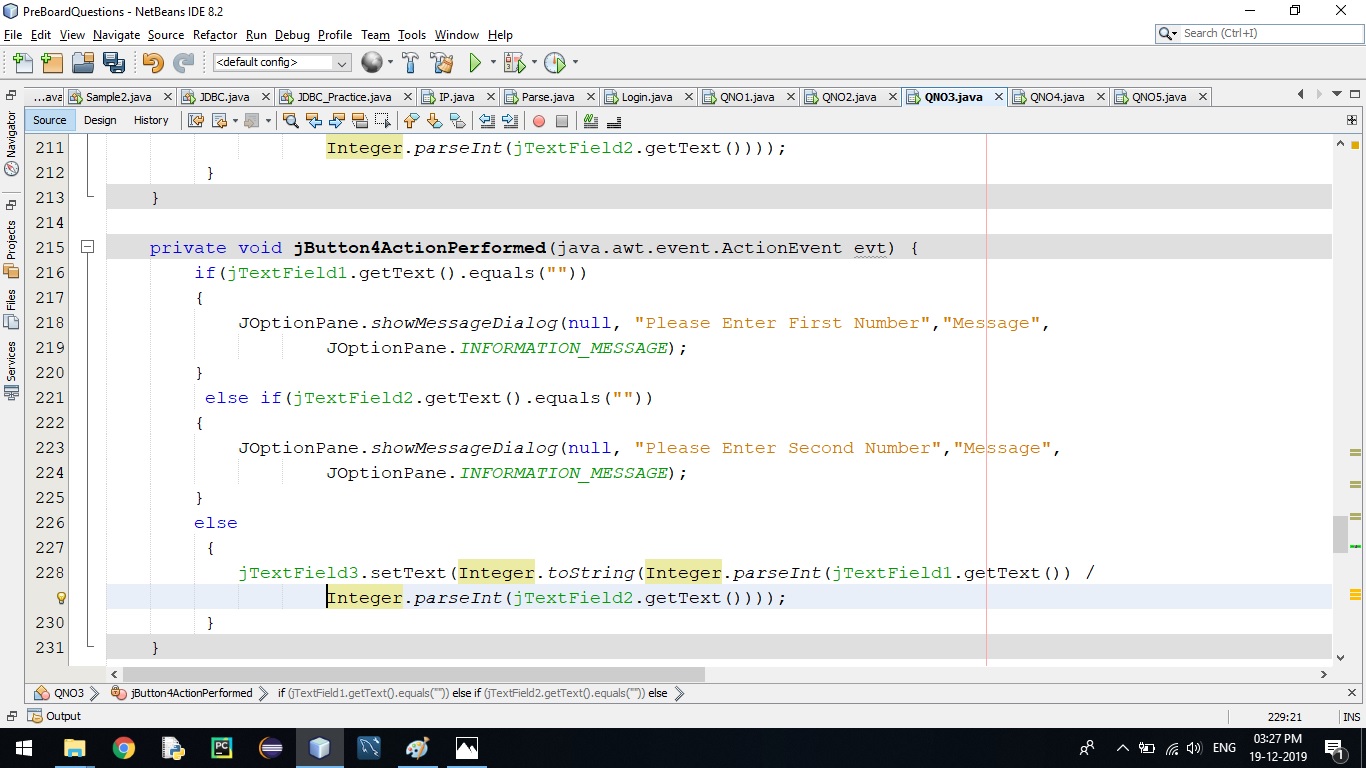 PreBoardQuestions - NetBeans IDE 8.2
File Edit View Navigate Source Refactor Run Debug Profile Team Tools Window Help
Search (Ctrl+I)
<default config>
...ava Sample2.java JDBC.java JDBC_Practice.java IP.java Parse.java Login.java QNO1.java QNO2.java QNO3.java QNO4.java QNO5.java
Source Design History
Navigator
Projects
Files
Services
211 Integer.parseInt(jTextField2.getText())));
212 }
213 }
214
215 private void jButton4ActionPerformed(java.awt.event.ActionEvent evt) {
216 if(jTextField1.getText().equals(""))
217 {
218 JOptionPane.showMessageDialog(null, "Please Enter First Number","Message",
219 JOptionPane.INFORMATION_MESSAGE);
220 }
221 else if(jTextField2.getText().equals(""))
222 {
223 JOptionPane.showMessageDialog(null, "Please Enter Second Number","Message",
224 JOptionPane.INFORMATION_MESSAGE);
225 }
226 else
227 {
228 jTextField3.setText(Integer.toString(Integer.parseInt(jTextField1.getText()) /
Integer.parseInt(jTextField2.getText())));
230 }
231 }
QNO3 jButton4ActionPerformed if (jTextField1.getText().equals("")) else if (jTextField2.getText().equals("")) else
Output
229:21 INS
PC
ENG
03:27 PM
19-12-2019
1